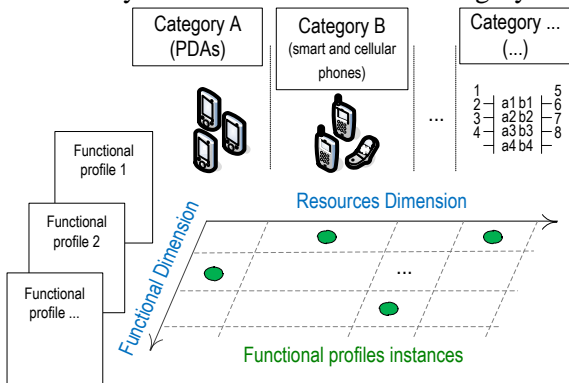 Category A
(PDAs)
Category B
(smart and cellular
phones)
Category ...
(...)
...
1
2
3
4
a1 b1
a2 b2
a3 b3
a4 b4
5
6
7
8
Functional
profile 1
Functional
profile 2
Functional
profile ...
Resources Dimension
Functional Dimension
...
Functional profiles instances